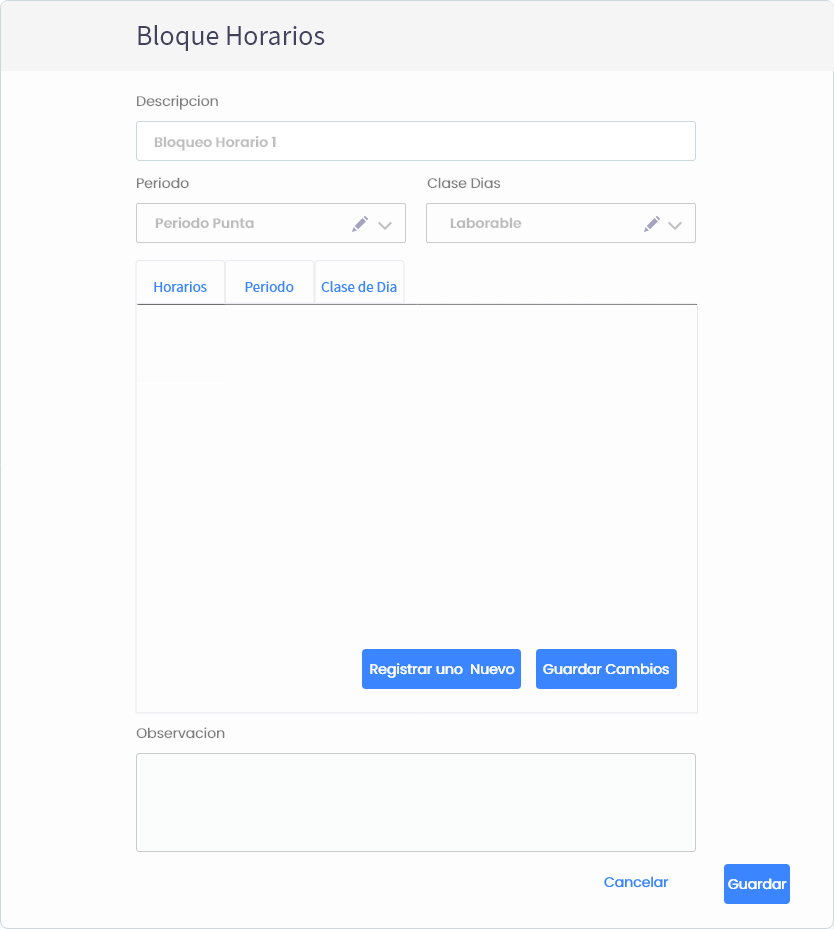 Bloque Horarios
Descripcion
Bloqueo Horario 1
Periodo Clase Dias
Periodo Punta Laborable
Horarios Periodo Clase de Dia
Registrar uno Nuevo Guardar Cambios
Observacion
Cancelar Guardar